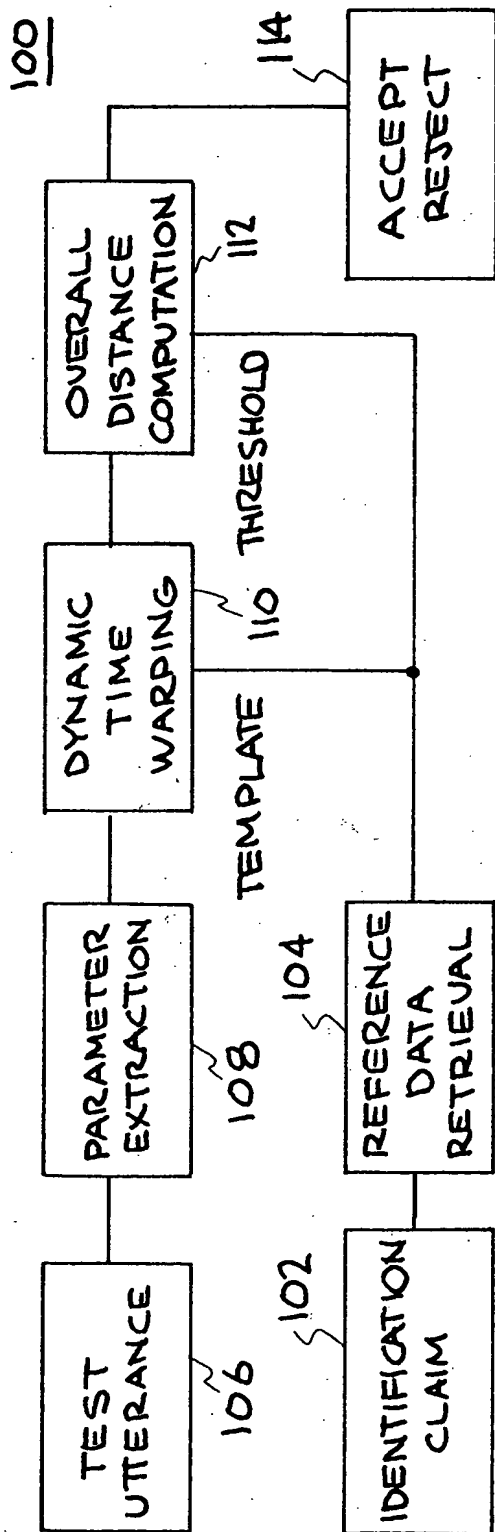 100
TEST
UTTERANCE
106
PARAMETER
EXTRACTION
108
DYNAMIC
TIME
WARPING
110
OVERALL
DISTANCE
COMPUTATION
112
TEMPLATE
THRESHOLD
IDENTIFICATION
CLAIM
102
REFERENCE
DATA
RETRIEVAL
104
ACCEPT
REJECT
114